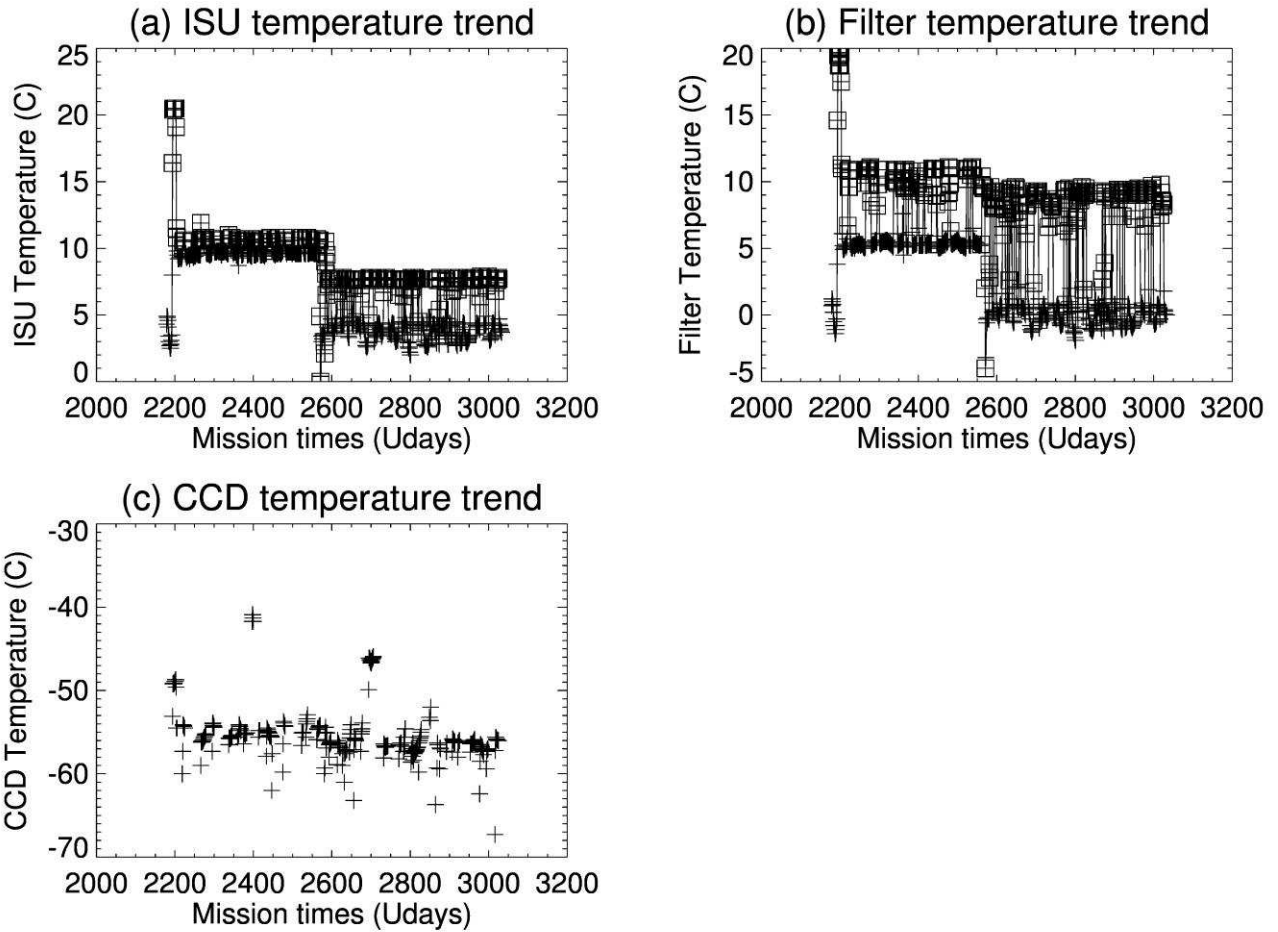 (a) ISU temperature trend
25
20
15
10
5
0
ISU Temperature (C)
2000 2200 2400 2600 2800 3000 3200
Mission times (Udays)
(b) Filter temperature trend
20
15
10
5
0
-5
Filter Temperature (C)
2000 2200 2400 2600 2800 3000 3200
Mission times (Udays)
(c) CCD temperature trend
-30
-40
-50
-60
-70
CCD Temperature (C)
2000 2200 2400 2600 2800 3000 3200
Mission times (Udays)